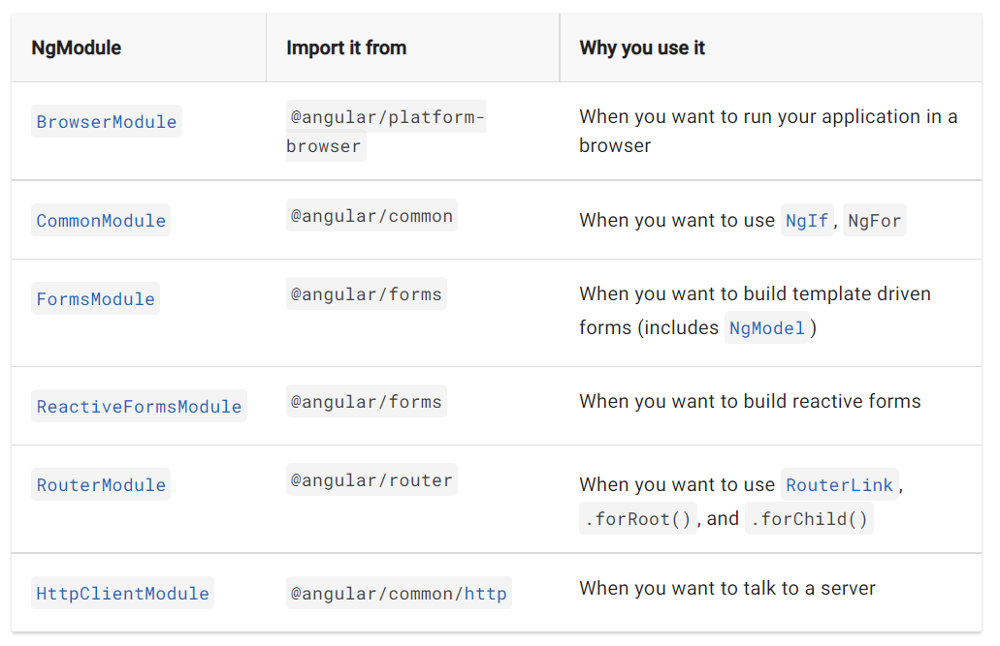 NgModule Import it from Why you use it
BrowserModule @angular/platform- When you want to run your application in a
browser browser
CommonModule @angular/common When you want to use NgIf, NgFor
FormsModule @angular/forms When you want to build template driven
forms (includes NgModel)
ReactiveFormsModule @angular/forms When you want to build reactive forms
RouterModule @angular/router When you want to use RouterLink,
.forRoot(), and .forChild()
HttpClientModule @angular/common/http When you want to talk to a server